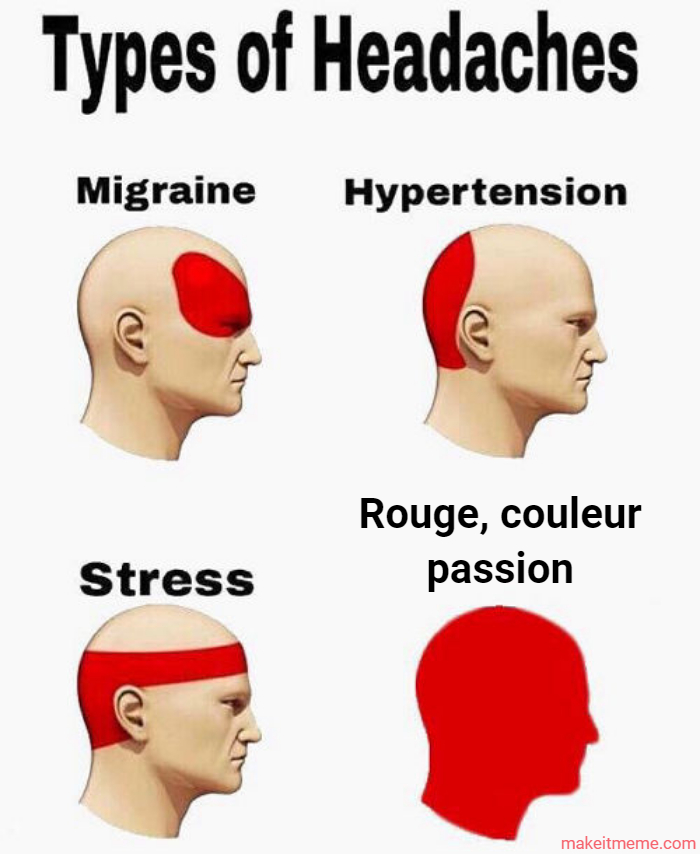 Types of Headaches
Migraine
Hypertension
Stress
Rouge, couleur
passion
makeitmeme.com